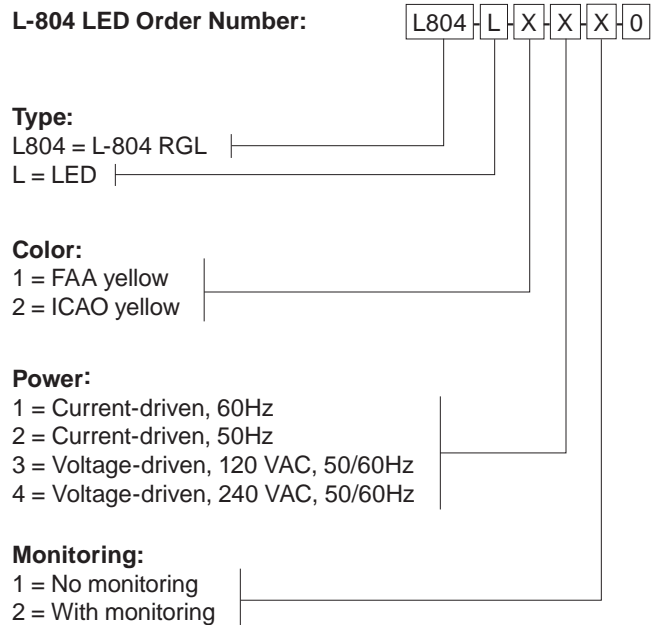 L-804 LED Order Number: L804-L-X-X-X-0
Type:
L804 = L-804 RGL
L = LED
Color:
1 = FAA yellow
2 = ICAO yellow
Power:
1 = Current-driven, 60Hz
2 = Current-driven, 50Hz
3 = Voltage-driven, 120 VAC, 50/60Hz
4 = Voltage-driven, 240 VAC, 50/60Hz
Monitoring:
1 = No monitoring
2 = With monitoring